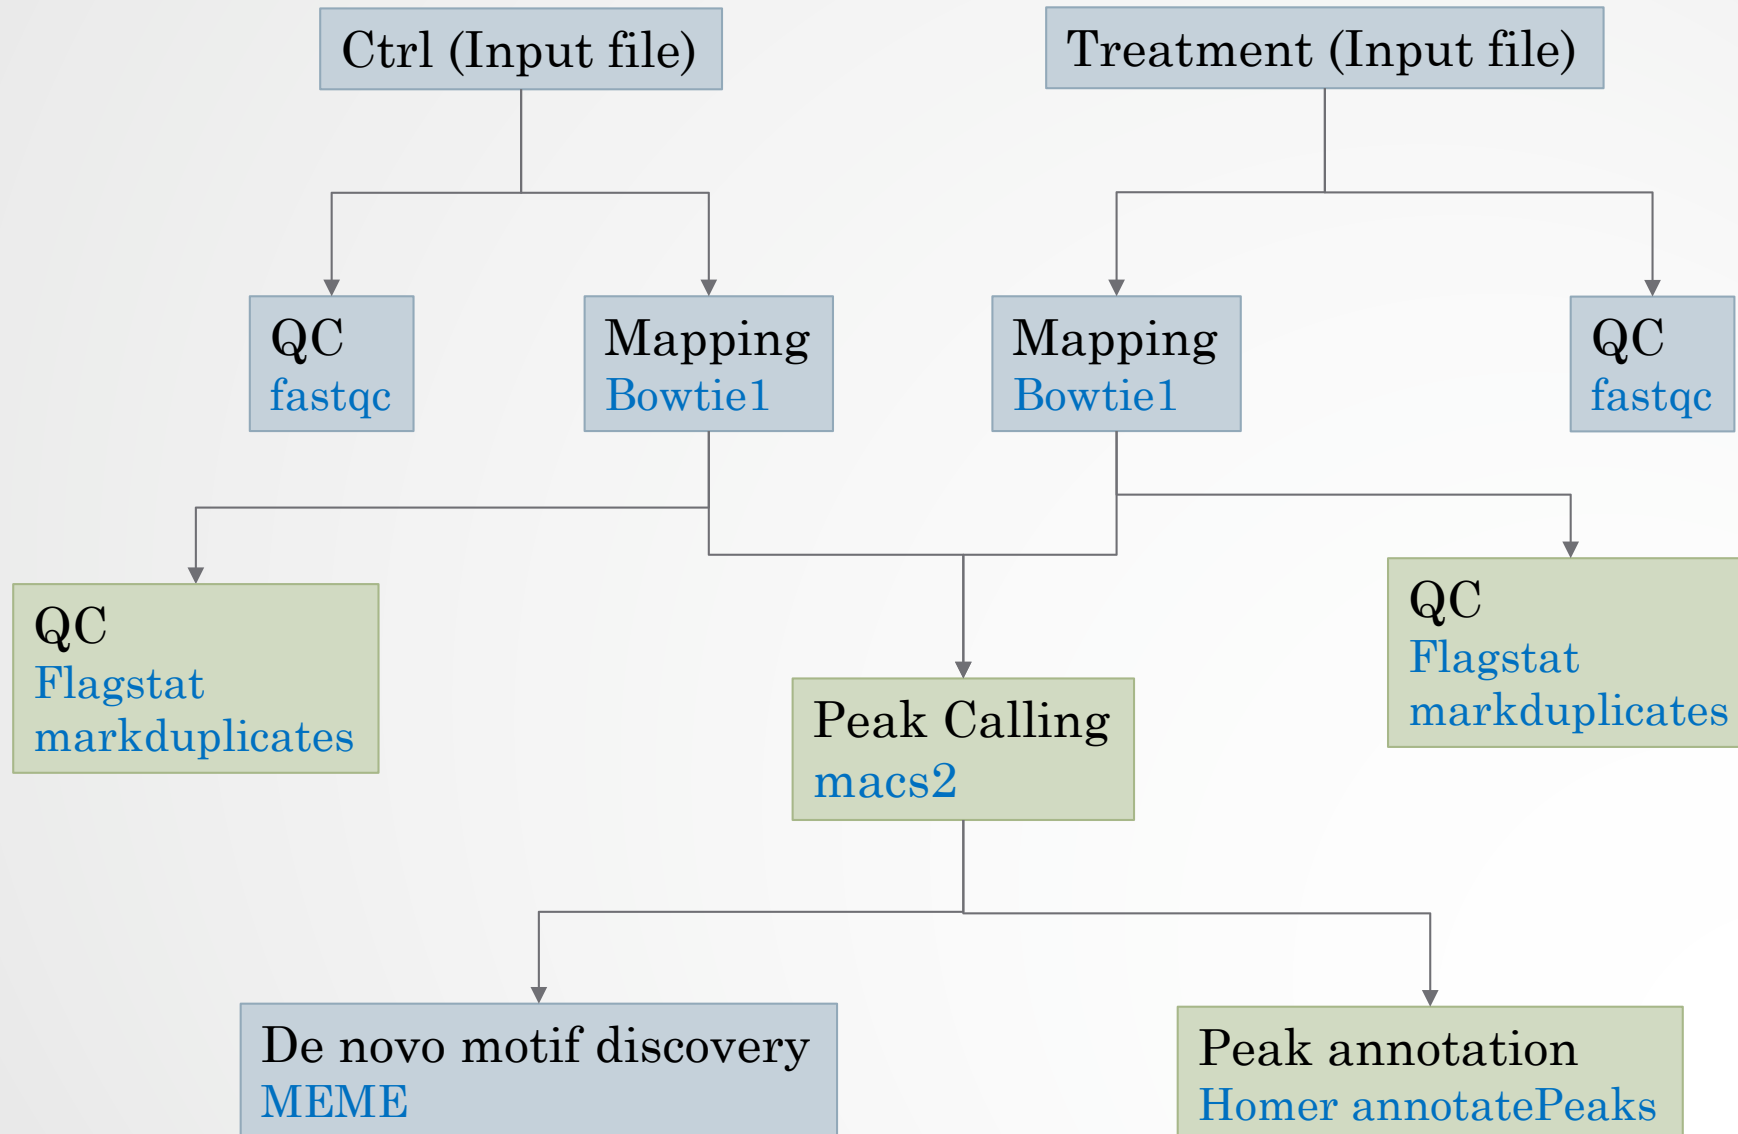 Ctrl (Input file)
Treatment (Input file)
QC
fastqc
Mapping
Bowtie1
Mapping
Bowtie1
QC
fastqc
QC
Flagstat
markduplicates
Peak Calling
macs2
QC
Flagstat
markduplicates
De novo motif discovery
MEME
Peak annotation
Homer annotatePeaks